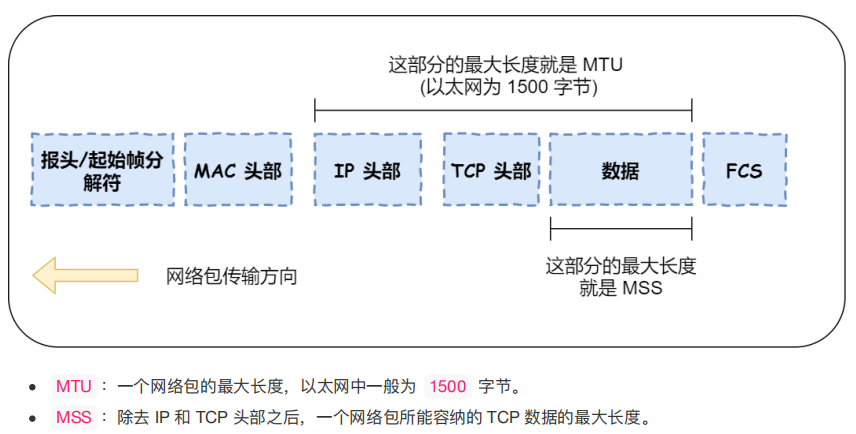 这部分的最大长度就是 MTU
(以太网为 1500 字节)
报头/起始帧分
解符
MAC 头部
IP 头部
TCP 头部
数据
FCS
网络包传输方向
这部分的最大长度
就是 MSS
MTU ：一个网络包的最大长度，以太网中一般为 1500 字节。
MSS ：除去 IP 和 TCP 头部之后，一个网络包所能容纳的 TCP 数据的最大长度。